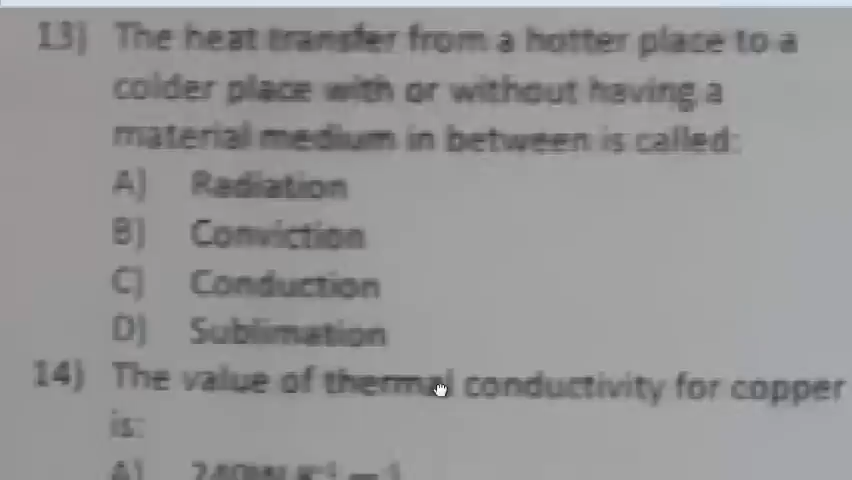 13) The heat transfer from a hotter place to a
colder place with or without having a
material medium in between is called:
A) Radiation
B) Conviction
C) Conduction
D) Sublimation
14) The value of thermal conductivity for copper
is:
A)